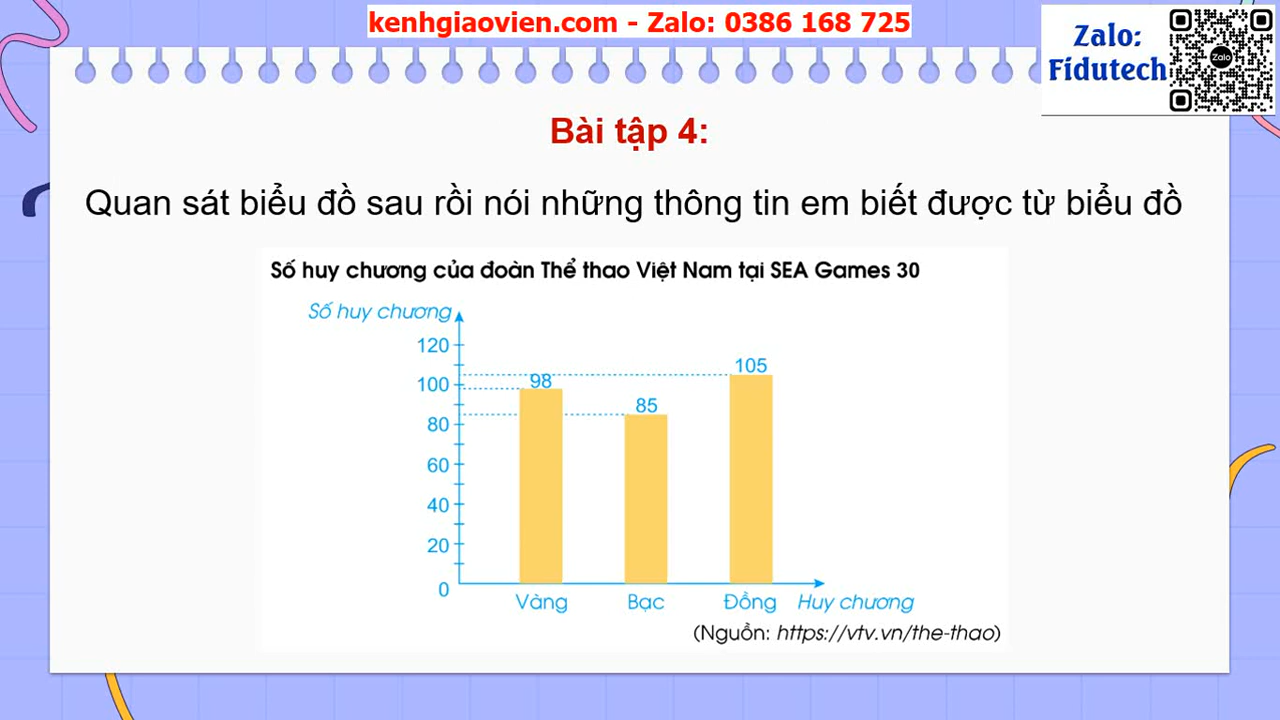 kenhgiaovien.com - Zalo: 0386 168 725
Zalo:
Fidutech
Zalo
Bài tập 4:
Quan sát biểu đồ sau rồi nói những thông tin em biết được từ biểu đồ
Số huy chương của đoàn Thể thao Việt Nam tại SEA Games 30
Số huy chương
120
100
80
60
40
20
0
98
85
105
Vàng
Bạc
Đồng
Huy chương
(Nguồn: https://vtv.vn/the-thao)